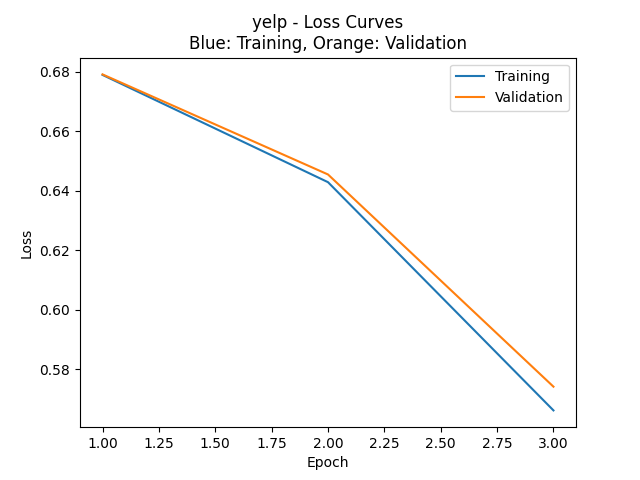 yelp - Loss Curves
Blue: Training, Orange: Validation
Training
Validation
0.68
0.66
0.64
0.62
0.60
0.58
Loss
1.00 1.25 1.50 1.75 2.00 2.25 2.50 2.75 3.00
Epoch